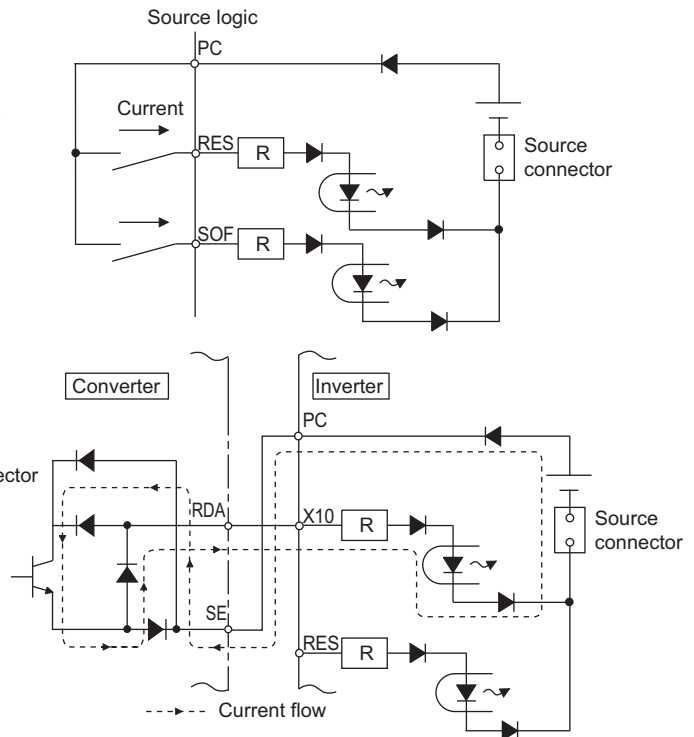 Source logic
PC
Current
RES
R
Source
connector
SOF
R
Converter
Inverter
PC
RDA
X10
R
Source
connector
SE
RES
R
Current flow